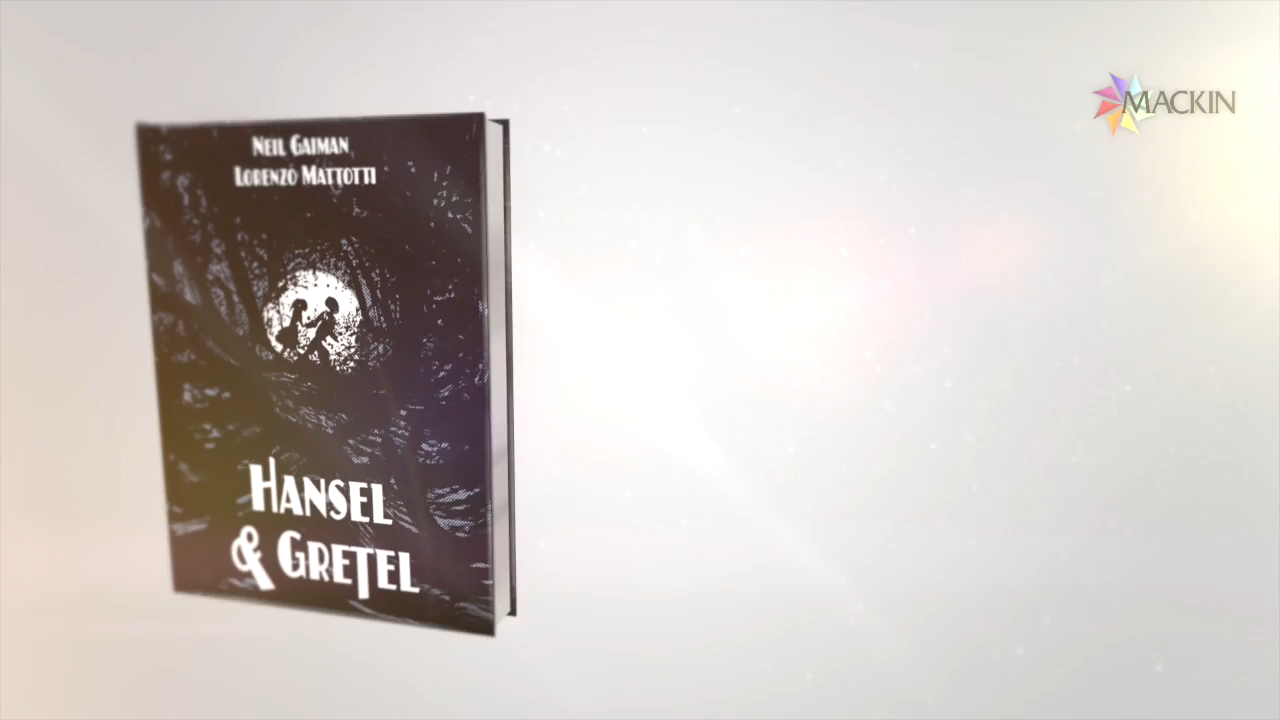 NEIL GAIMAN
LORENZO MATTOTTI
HANSEL
& GRETEL
MACKIN